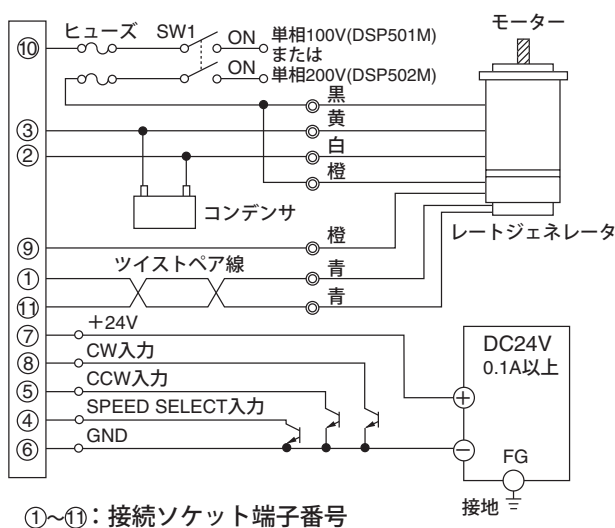 ヒューズ SW1 ON 単相100V(DSP501M)
または
ON 単相200V(DSP502M)
モーター
⑩
黒
③ 黄
② 白
橙
コンデンサ
レートジェネレータ
⑨ 橙
① ツイストペア線 青
⑪ 青
⑦ +24V
⑧ CW入力
⑤ CCW入力
④ SPEED SELECT入力
⑥ GND
DC24V
0.1A以上
+
−
FG
接地
①~⑪:接続ソケット端子番号